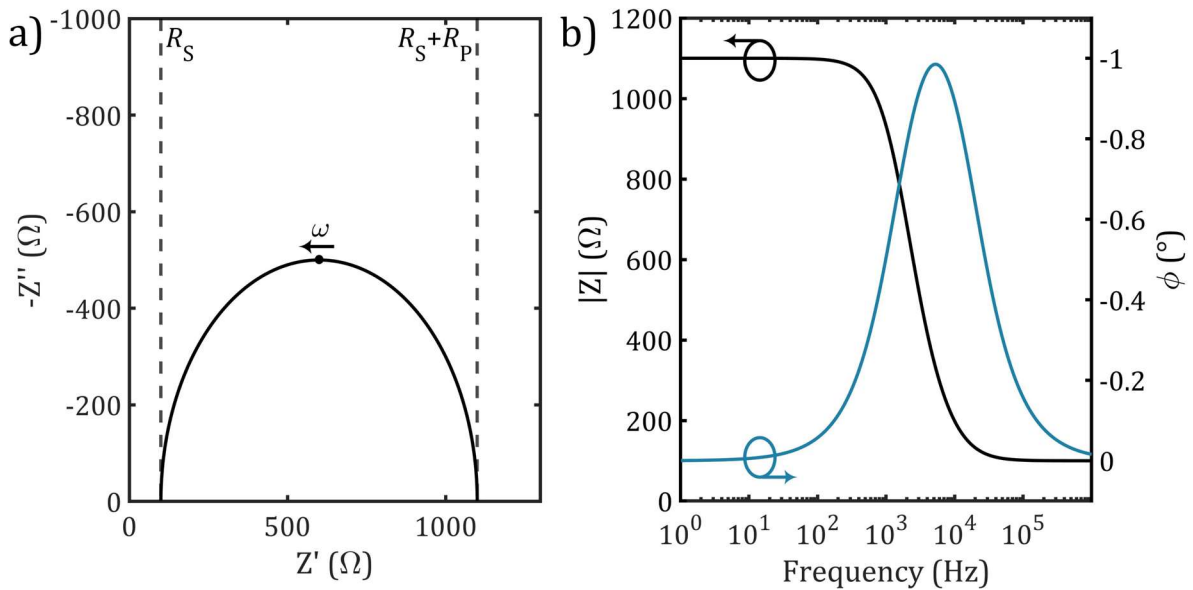 a)
R_S
R_S+R_P
-1000
-800
-600
-400
-200
0
ω
0
500
1000
-Z'' (Ω)
Z' (Ω)
b)
1200
1000
800
600
400
200
0
|Z| (Ω)
-1
-0.8
-0.6
-0.4
-0.2
0
ϕ (°)
10^0
10^1
10^2
10^3
10^4
10^5
Frequency (Hz)